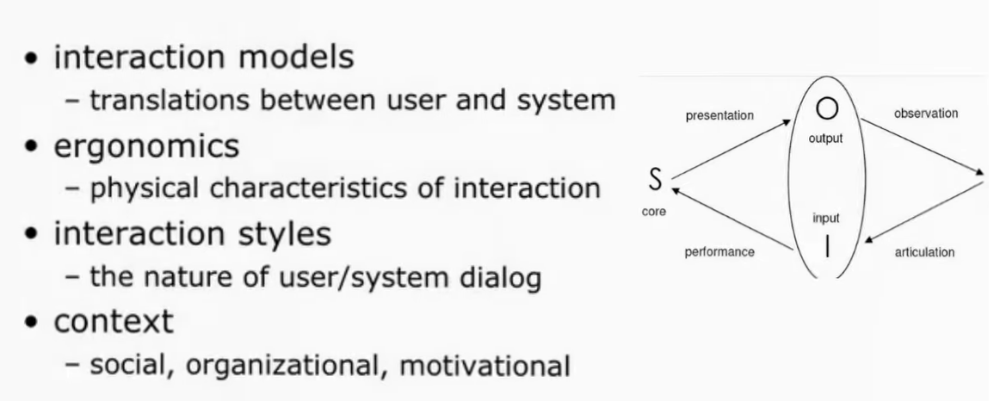 • interaction models
– translations between user and system
• ergonomics
– physical characteristics of interaction
• interaction styles
– the nature of user/system dialog
• context
– social, organizational, motivational
presentation
O
output
observation
S
core
input
I
performance
articulation